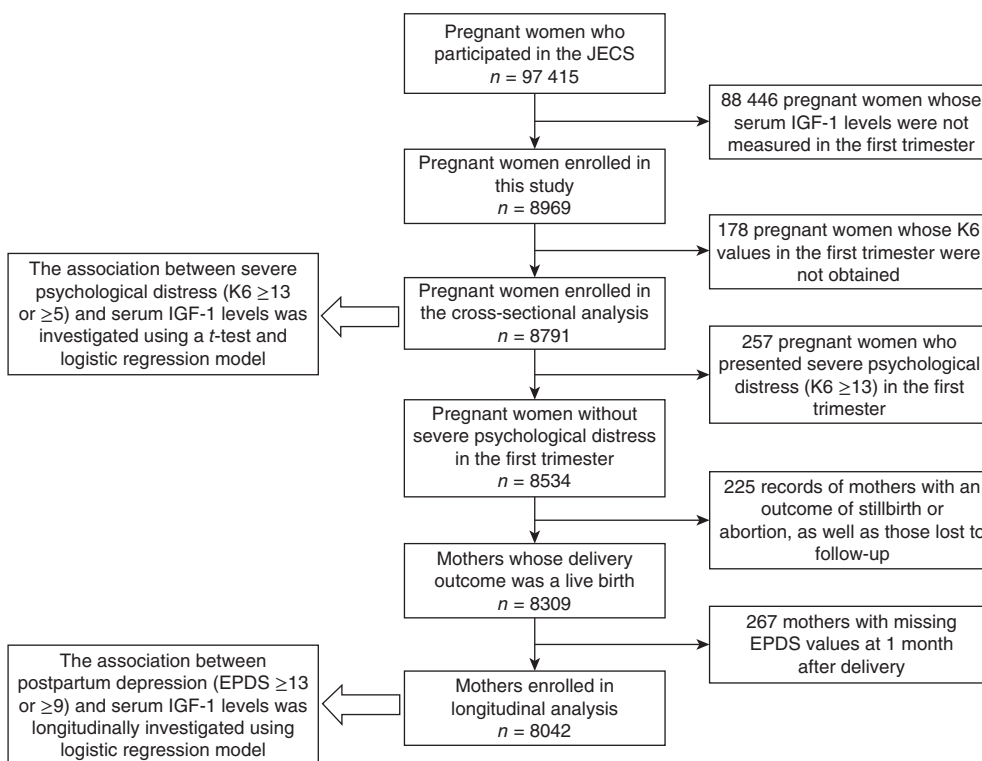 Pregnant women who
participated in the JECS
n = 97 415
88 446 pregnant women whose
serum IGF-1 levels were not
measured in the first trimester
Pregnant women enrolled in
this study
n = 8969
178 pregnant women whose K6
values in the first trimester were
not obtained
The association between severe
psychological distress (K6 ≥13
or ≥5) and serum IGF-1 levels was
investigated using a t-test and
logistic regression model
Pregnant women enrolled in
the cross-sectional analysis
n = 8791
257 pregnant women who
presented severe psychological
distress (K6 ≥13) in the first
trimester
Pregnant women without
severe psychological distress
in the first trimester
n = 8534
225 records of mothers with an
outcome of stillbirth or
abortion, as well as those lost to
follow-up
Mothers whose delivery
outcome was a live birth
n = 8309
267 mothers with missing
EPDS values at 1 month
after delivery
The association between
postpartum depression (EPDS ≥13
or ≥9) and serum IGF-1 levels was
longitudinally investigated using
logistic regression model
Mothers enrolled in
longitudinal analysis
n = 8042